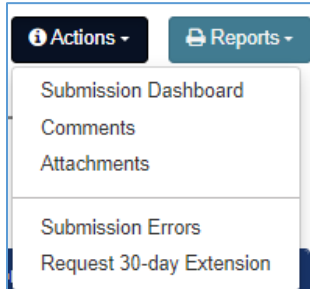 Actions
Reports
Submission Dashboard
Comments
Attachments
Submission Errors
Request 30-day Extension